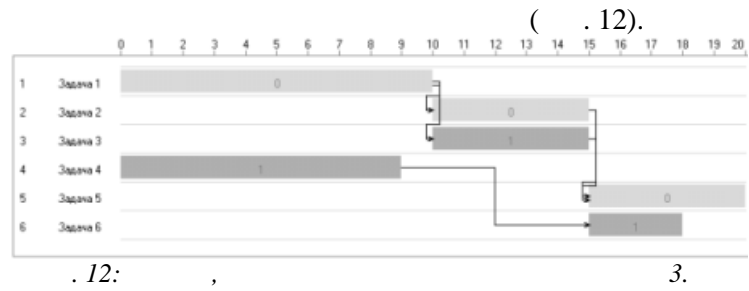 ( . 12).
0 1 2 3 4 5 6 7 8 9 10 11 12 13 14 15 16 17 18 19 20
1 Задача 1 0
2 Задача 2 0
3 Задача 3 1
4 Задача 4 1
5 Задача 5 0
6 Задача 6 1
. 12: , 3.